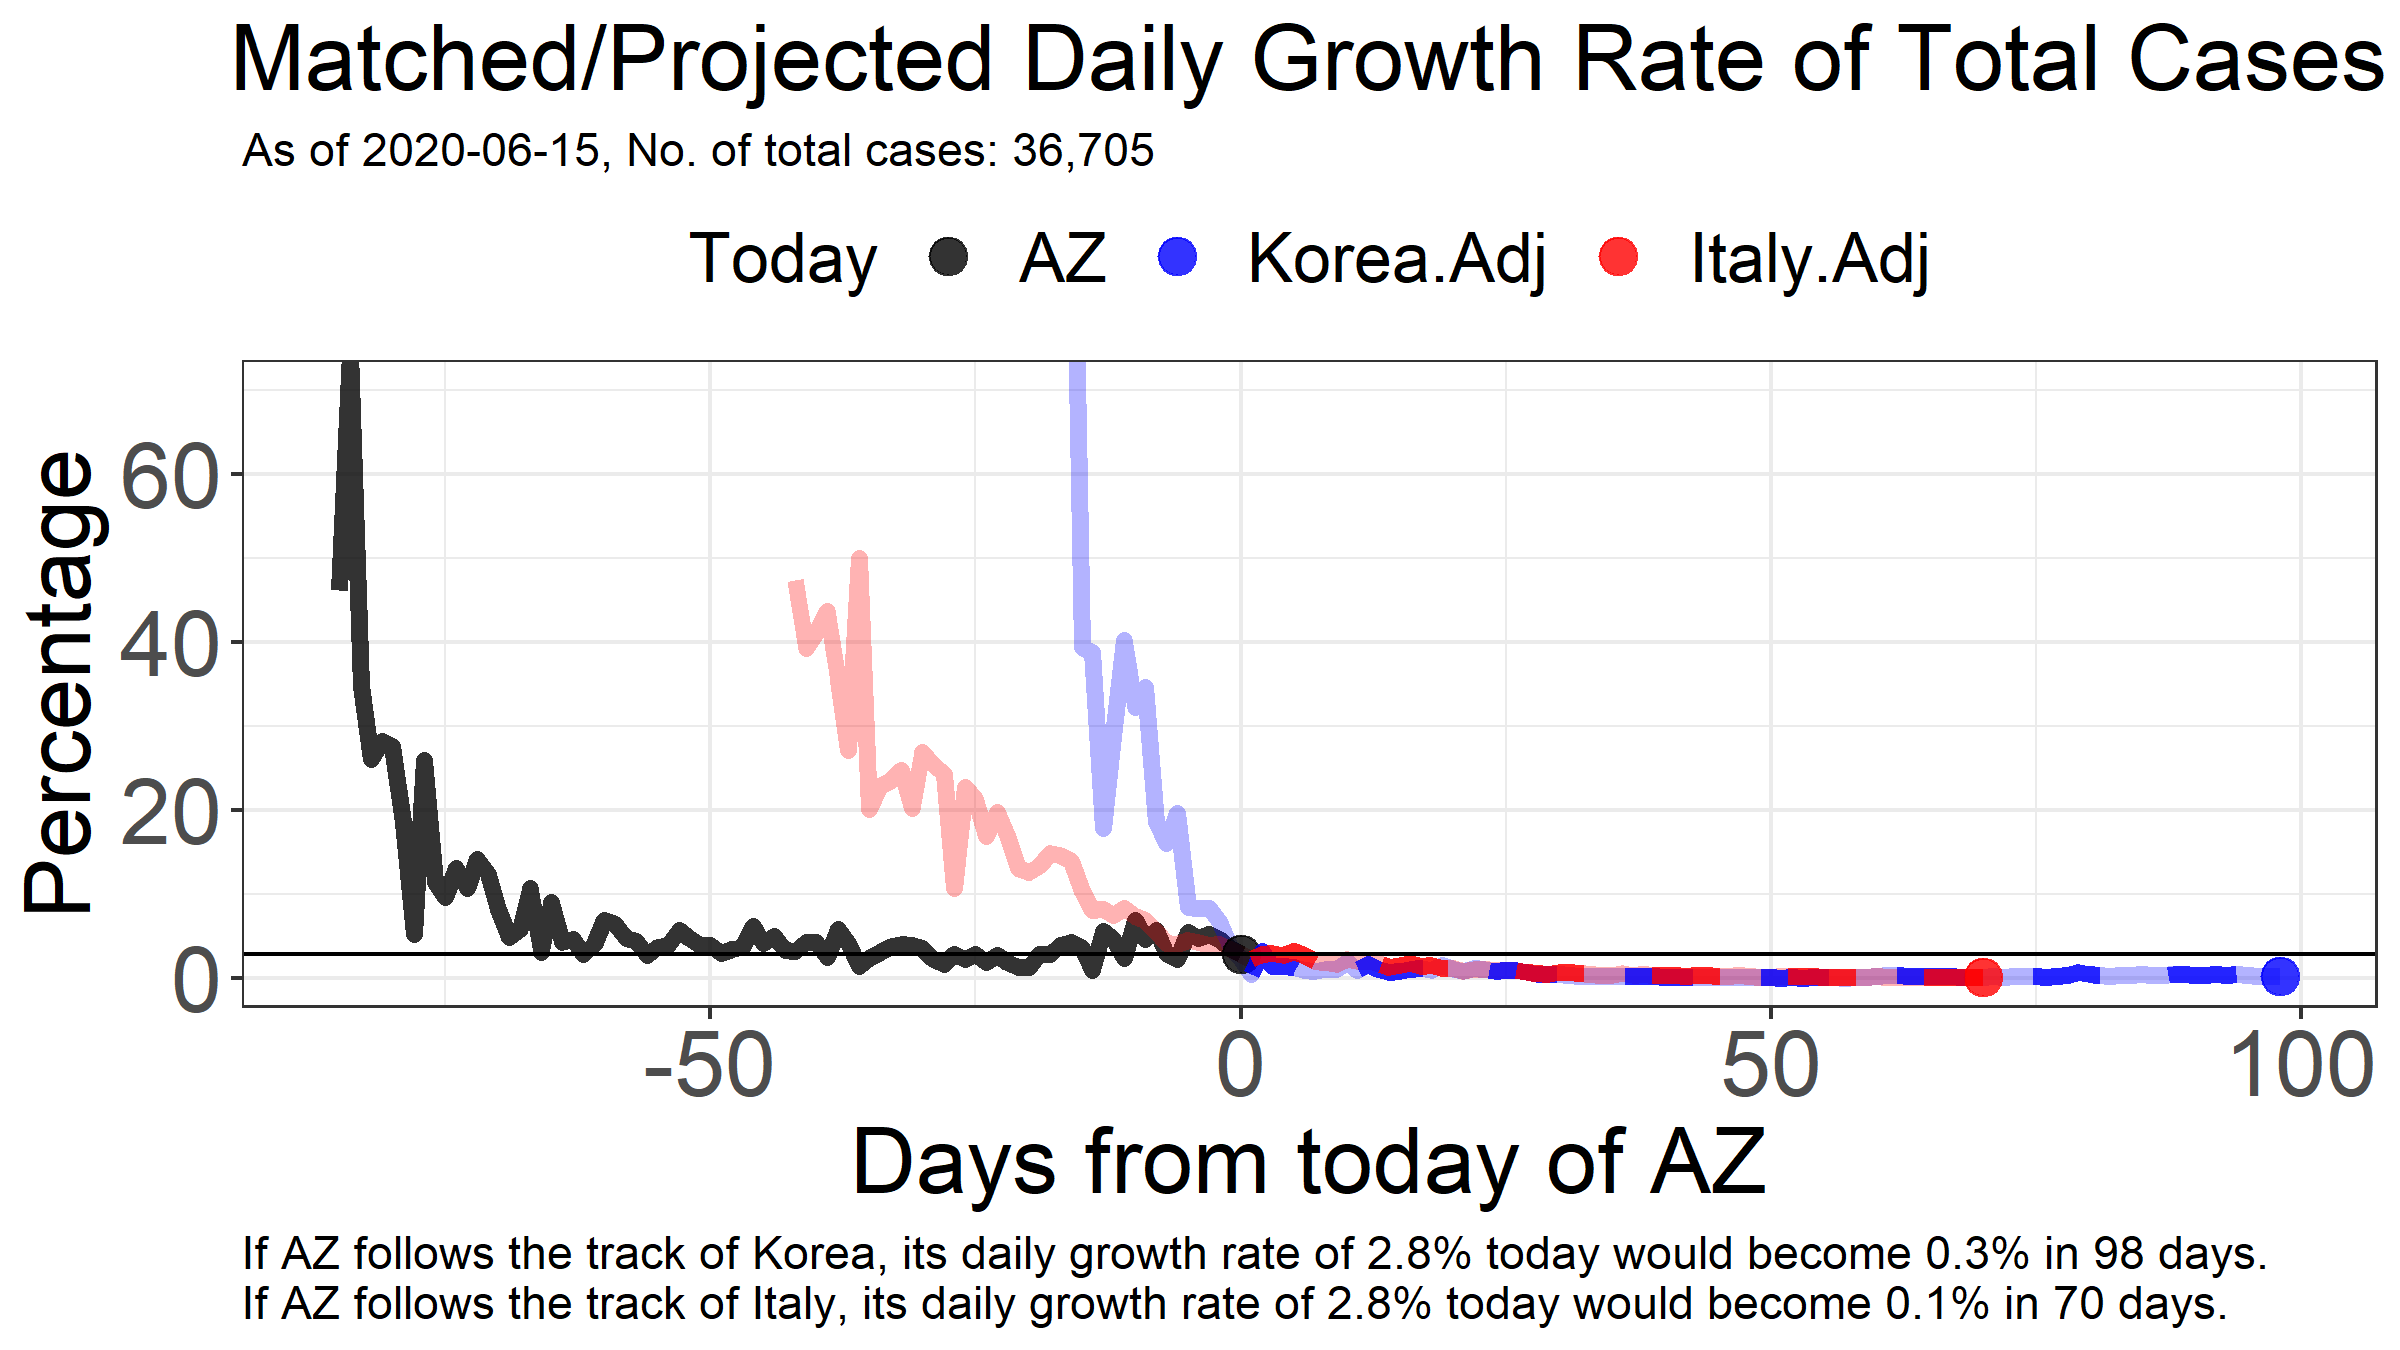 Matched/Projected Daily Growth Rate of Total Cases
As of 2020-06-15, No. of total cases: 36,705
Today AZ Korea.Adj Italy.Adj
Percentage
60
40
20
0
-50 0 50 100
Days from today of AZ
If AZ follows the track of Korea, its daily growth rate of 2.8% today would become 0.3% in 98 days.
If AZ follows the track of Italy, its daily growth rate of 2.8% today would become 0.1% in 70 days.